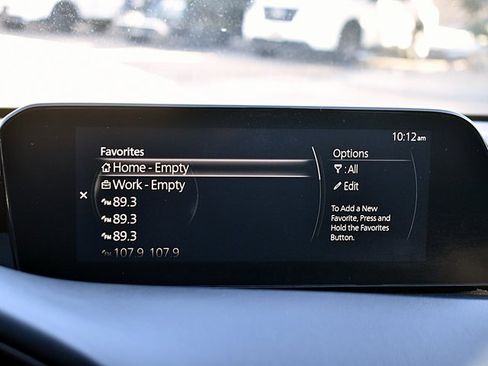 10:12am
Favorites
Home - Empty
Work - Empty
89.3
89.3
89.3
107.9 107.9
Options
: All
Edit
To Add a New
Favorite, Press and
Hold the Favorites
Button.